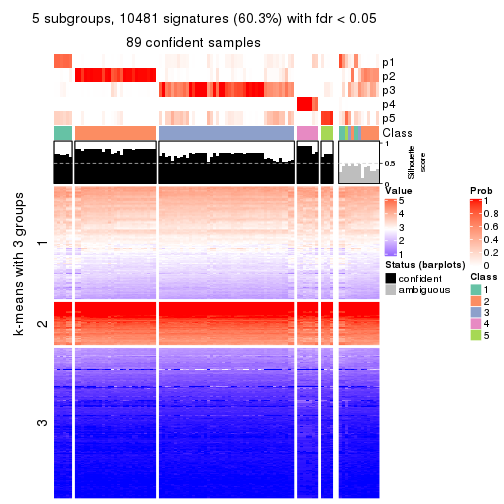 5 subgroups, 10481 signatures (60.3%) with fdr < 0.05
89 confident samples
p1
p2
p3
p4
p5
Class
1
0.5
0
Silhouette
score
k-means with 3 groups
1
2
3
Value
5
4
3
2
1
Status (barplots)
confident
ambiguous
Prob
1
0.8
0.6
0.4
0.2
0
Class
1
2
3
4
5